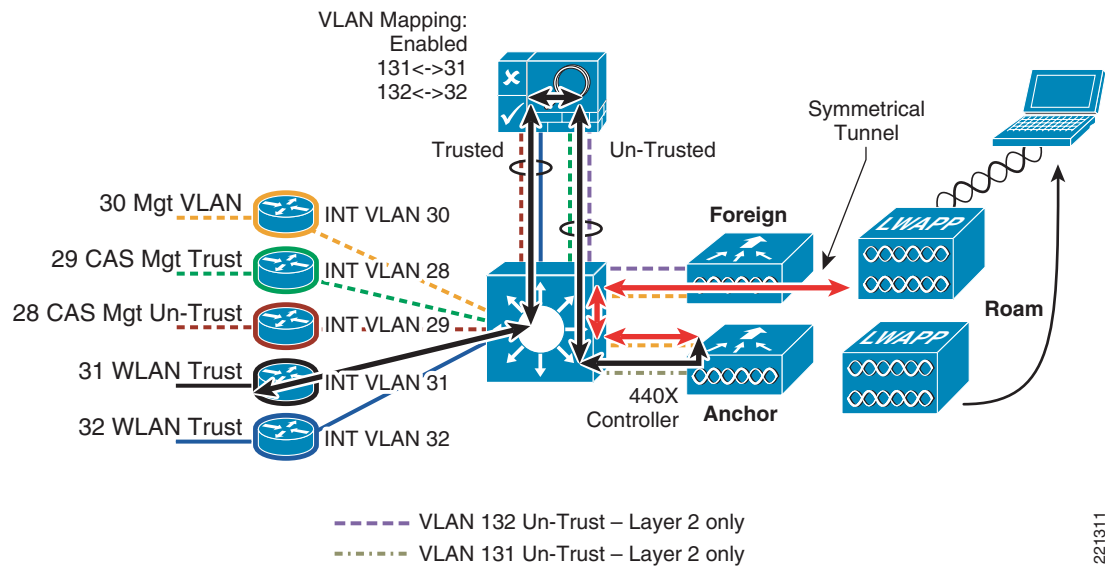 VLAN Mapping:
Enabled
131<->31
132<->32
Trusted
Un-Trusted
Symmetrical
Tunnel
30 Mgt VLAN
INT VLAN 30
29 CAS Mgt Trust
INT VLAN 28
28 CAS Mgt Un-Trust
INT VLAN 29
31 WLAN Trust
INT VLAN 31
32 WLAN Trust
INT VLAN 32
Foreign
LWAPP
Roam
LWAPP
440X
Controller
Anchor
VLAN 132 Un-Trust – Layer 2 only
VLAN 131 Un-Trust – Layer 2 only
221311